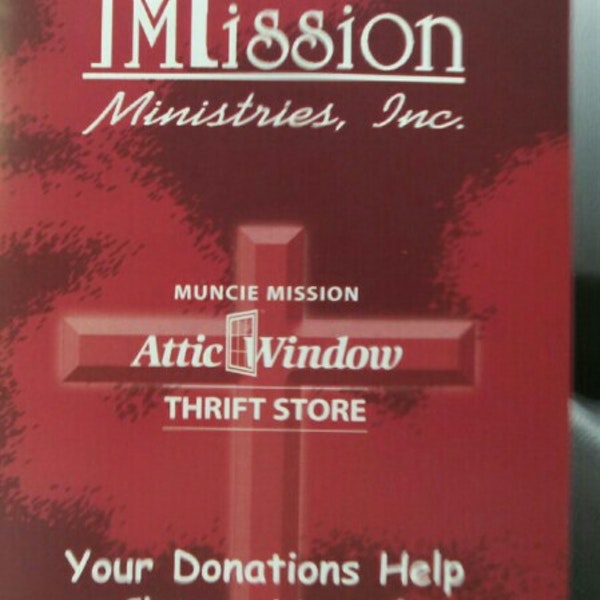 Mission
Ministries, Inc.
MUNCIE MISSION
Attic Window
THRIFT STORE
Your Donations Help